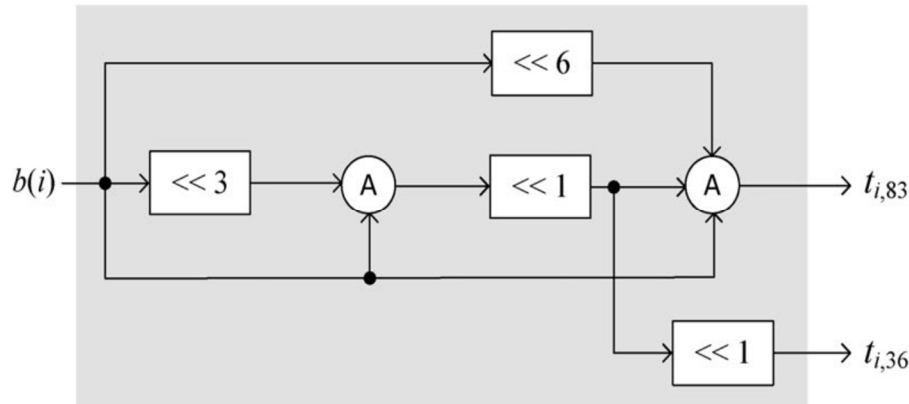 << 6
b(i)
<< 3
A
<< 1
A
t_{i,83}
<< 1
t_{i,36}